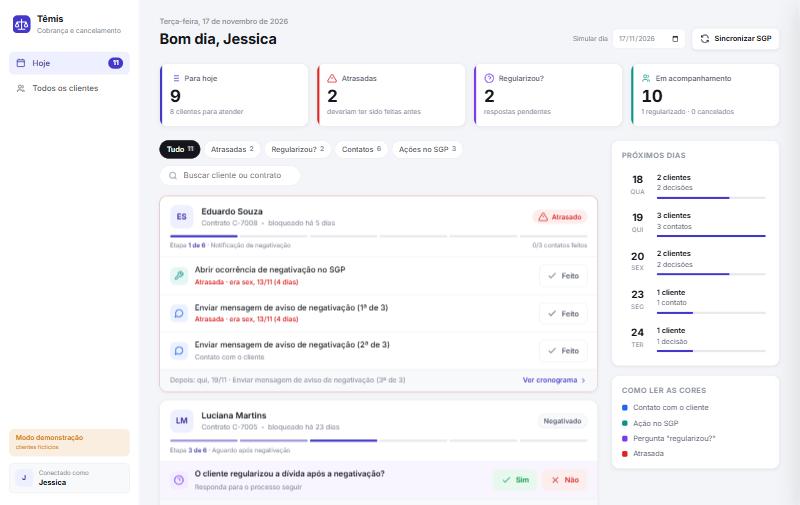 Têmis
Cobrança e cancelamento
Hoje
11
Todos os clientes
Modo demonstração
clientes fictícios
J
Conectado como
Jessica
Terça-feira, 17 de novembro de 2026
Bom dia, Jessica
Simular dia
17/11/2026
Sincronizar SGP
Para hoje
9
8 clientes para atender
Atrasadas
2
deveriam ter sido feitas antes
Regularizou?
2
respostas pendentes
Em acompanhamento
10
1 regularizado · 0 cancelados
Tudo 11
Atrasadas 2
Regularizou? 2
Contatos 6
Ações no SGP 3
Buscar cliente ou contrato
ES
Eduardo Souza
Contrato C-7008 • bloqueado há 5 dias
Atrasado
Etapa 1 de 6 · Notificação de negativação
0/3 contatos feitos
Abrir ocorrência de negativação no SGP
Atrasada · era sex, 13/11 (4 dias)
Feito
Enviar mensagem de aviso de negativação (1ª de 3)
Atrasada · era sex, 13/11 (4 dias)
Feito
Enviar mensagem de aviso de negativação (2ª de 3)
Contato com o cliente
Feito
Depois: qui, 19/11 · Enviar mensagem de aviso de negativação (3ª de 3)
Ver cronograma
LM
Luciana Martins
Contrato C-7005 • bloqueado há 23 dias
Negativado
Etapa 3 de 6 · Aguardo após negativação
O cliente regularizou a dívida após a negativação?
Responda para o processo seguir
Sim
Não
PRÓXIMOS DIAS
18
QUA
2 clientes
2 decisões
19
QUI
3 clientes
3 contatos
20
SEX
2 clientes
2 decisões
23
SEG
1 cliente
1 contato
24
TER
1 cliente
1 decisão
COMO LER AS CORES
Contato com o cliente
Ação no SGP
Pergunta "regularizou?"
Atrasada